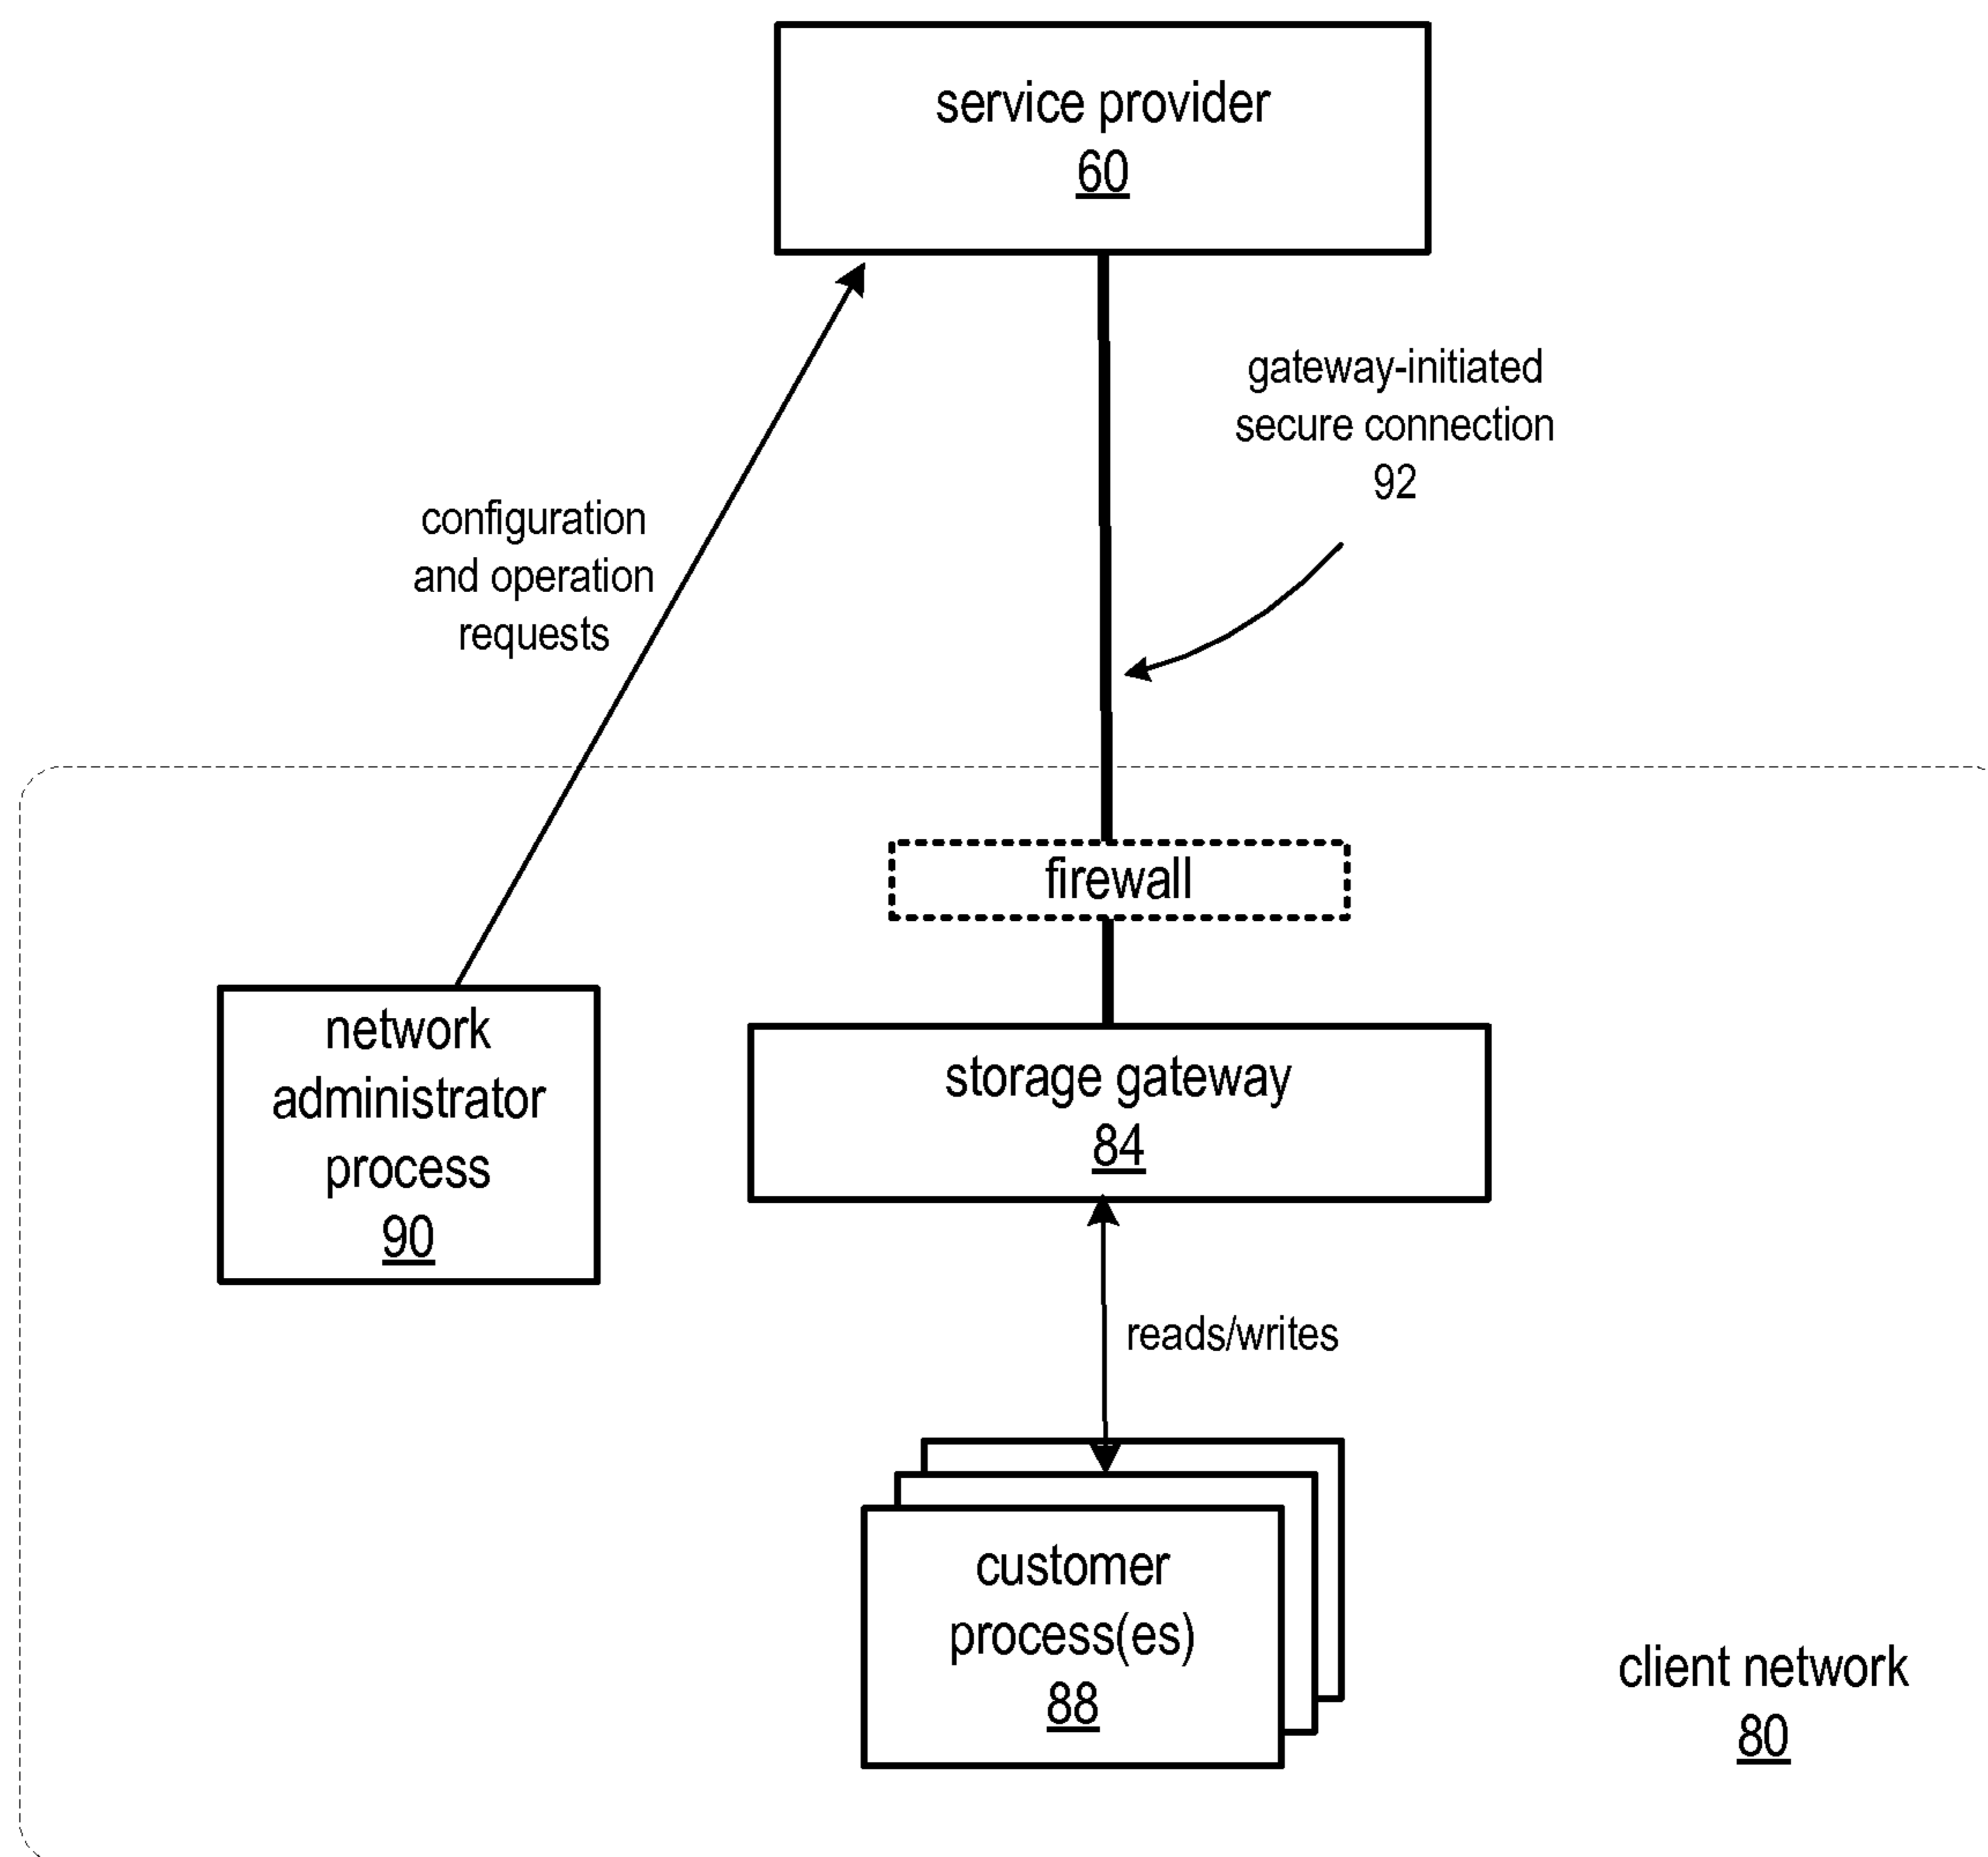 service provider
60
gateway-initiated
secure connection
92
configuration
and operation
requests
firewall
network
administrator
process
90
storage gateway
84
reads/writes
customer
process(es)
88
client network
80